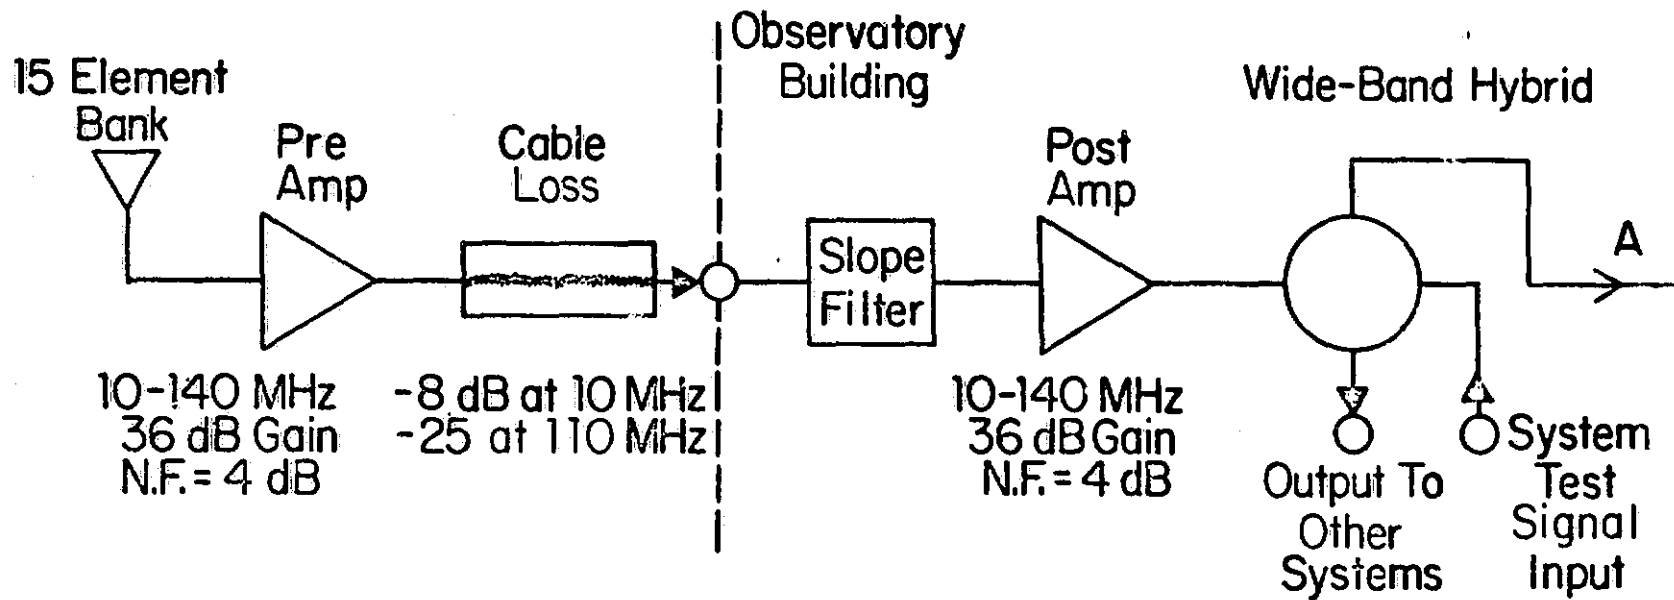 15 Element
Bank
Pre
Amp
10-140 MHz
36 dB Gain
N.F.= 4 dB
Cable
Loss
-8 dB at 10 MHz
-25 at 110 MHz
Observatory
Building
Slope
Filter
Post
Amp
10-140 MHz
36 dB Gain
N.F.= 4 dB
Wide-Band Hybrid
A
Output To
Other
Systems
System
Test
Signal
Input